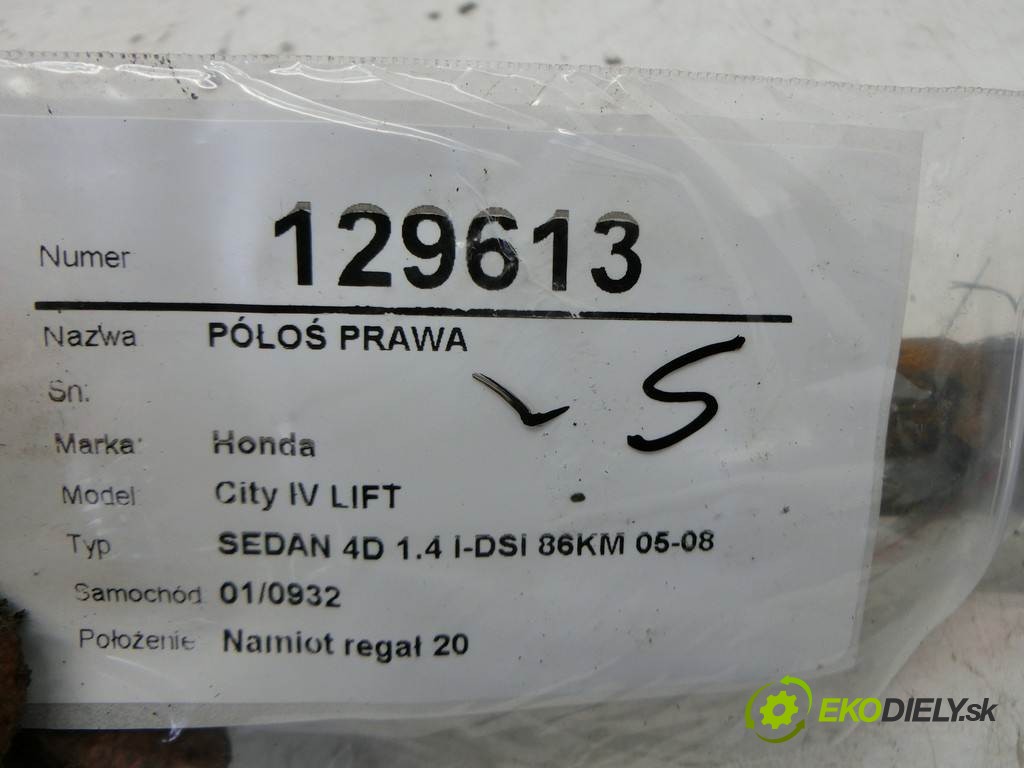 Numer 129613
Nazwa PÓŁOŚ PRAWA
Sn:
Marka: Honda
Model City IV LIFT
Typ SEDAN 4D 1.4 I-DSI 86KM 05-08
Samochód 01/0932
Położenie Namiot regał 20
S
EKODIELY.sk